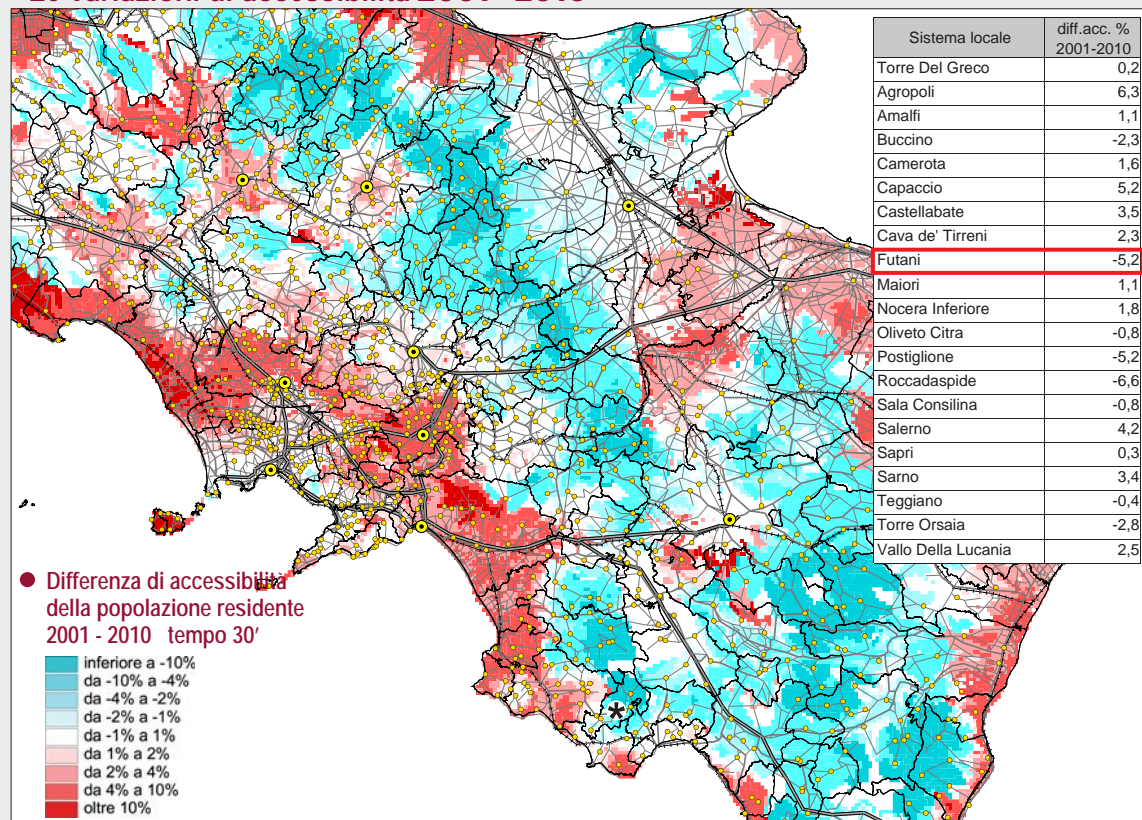 Le variazioni di accessibilità 2001 - 2010
Sistema locale diff.acc. % 2001-2010
Torre Del Greco 0,2
Agropoli 6,3
Amalfi 1,1
Buccino -2,3
Camerota 1,6
Capaccio 5,2
Castellabate 3,5
Cava de' Tirreni 2,3
Futani -5,2
Maiori 1,1
Nocera Inferiore 1,8
Oliveto Citra -0,8
Postiglione -5,2
Roccadaspide -6,6
Sala Consilina -0,8
Salerno 4,2
Sapri 0,3
Sarno 3,4
Teggiano -0,4
Torre Orsaia -2,8
Vallo Della Lucania 2,5
Differenza di accessibilità
della popolazione residente
2001 - 2010 tempo 30'
inferiore a -10%
da -10% a -4%
da -4% a -2%
da -2% a -1%
da -1% a 1%
da 1% a 2%
da 2% a 4%
da 4% a 10%
oltre 10%
*